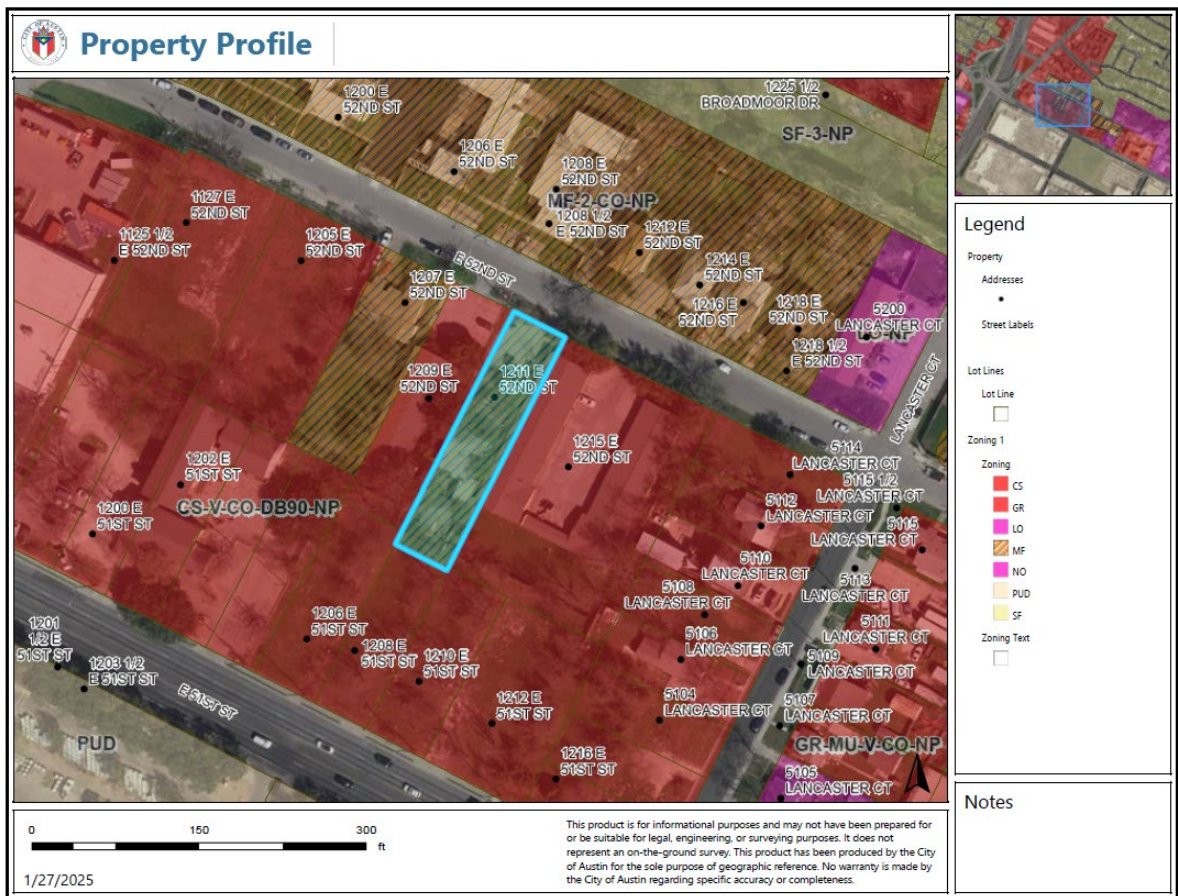 Property Profile
1200 E
52ND ST
1225 1/2
BROADMOOR DR
SF-3-NP
1206 E
52ND ST
1208 E
52ND ST
MF-2-CO-NP
1208 1/2
E 52ND ST
1127 E
52ND ST
1125 1/2
E 52ND ST
1205 E
52ND ST
E 52ND ST
1212 E
52ND ST
1214 E
52ND ST
1207 E
52ND ST
1216 E
52ND ST
1218 E
52ND ST
5200
LANCASTER CT
1218 1/2
E 52ND ST
LANCASTER CT
1209 E
52ND ST
1211 E
52ND ST
1215 E
52ND ST
1202 E
51ST ST
CS-V-CO-DB90-NP
1200 E
51ST ST
5114
LANCASTER CT
5115 1/2
LANCASTER CT
5112
LANCASTER CT
5115
LANCASTER CT
5110
LANCASTER CT
5113
LANCASTER CT
5108
LANCASTER CT
5111
LANCASTER CT
5106
LANCASTER CT
5109
LANCASTER CT
1206 E
51ST ST
1208 E
51ST ST
1210 E
51ST ST
1201
1/2 E
51ST ST
1203 1/2
E 51ST ST
E 51ST ST
1212 E
51ST ST
5104
LANCASTER CT
5107
LANCASTER CT
PUD
GR-MU-V-CO-NP
1216 E
51ST ST
5105
LANCASTER CT
Legend
Property
Addresses
Street Labels
Lot Lines
Lot Line
Zoning 1
Zoning
CS
GR
LO
MF
NO
PUD
SF
Zoning Text
Notes
0 150 300
ft
1/27/2025
This product is for informational purposes and may not have been prepared for
or be suitable for legal, engineering, or surveying purposes. It does not
represent an on-the-ground survey. This product has been produced by the City
of Austin for the sole purpose of geographic reference. No warranty is made by
the City of Austin regarding specific accuracy or completeness.